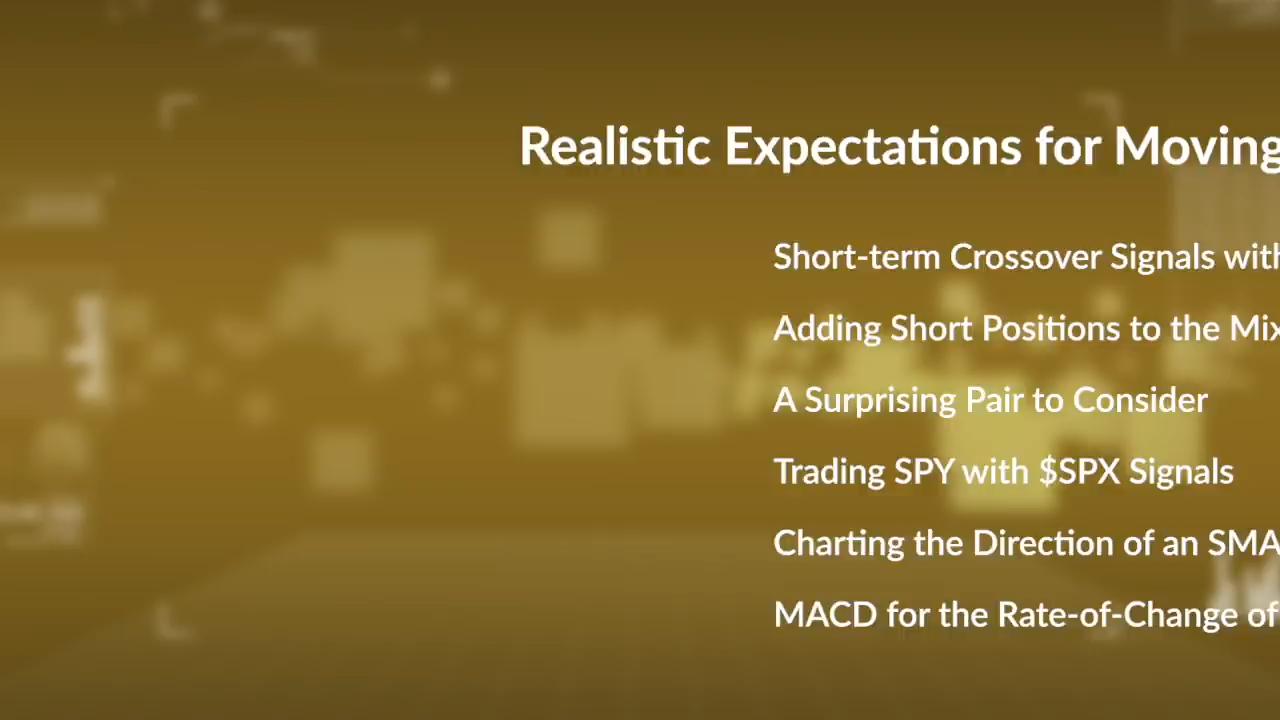 Realistic Expectations for Moving
Short-term Crossover Signals with
Adding Short Positions to the Mix
A Surprising Pair to Consider
Trading SPY with $SPX Signals
Charting the Direction of an SMA
MACD for the Rate-of-Change of